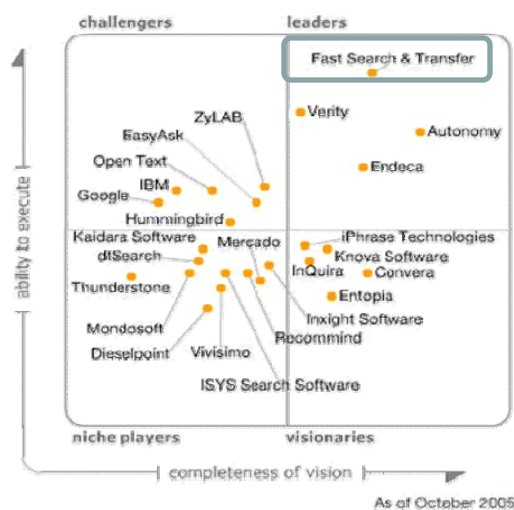 challengers
leaders
Fast Search & Transfer
Verity
Autonomy
Endeca
ZyLAB
EasyAsk
Open Text
IBM
Google
Hummingbird
ability to execute
Kaidara Software
Mercado
dtSearch
Thunderstone
iPhrase Technologies
Knova Software
InQuira
Convera
Entopia
Inxight Software
Mondosoft
Recommind
Dieselpoint
Vivisimo
ISYS Search Software
niche players
visionaries
completeness of vision
As of October 2005